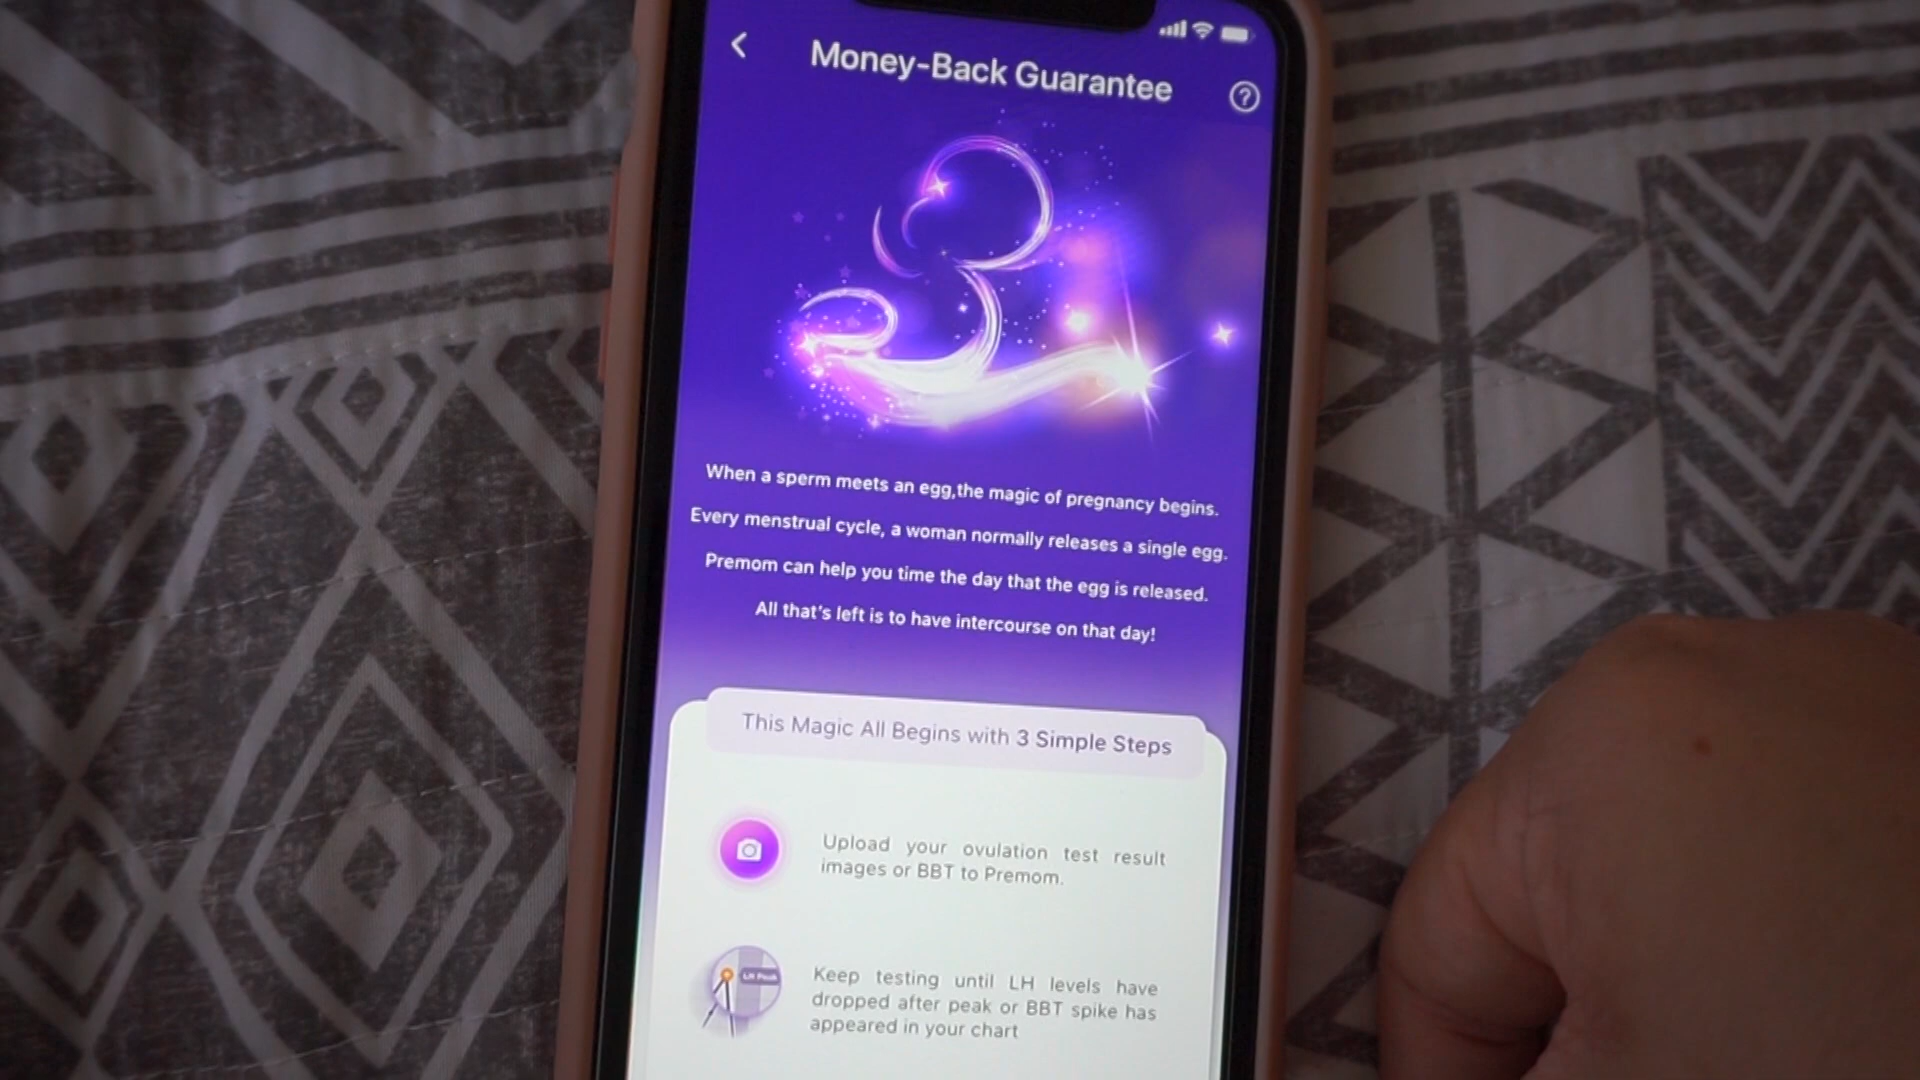 Money-Back Guarantee
?
When a sperm meets an egg,the magic of pregnancy begins.
Every menstrual cycle, a woman normally releases a single egg.
Premom can help you time the day that the egg is released.
All that's left is to have intercourse on that day!
This Magic All Begins with 3 Simple Steps
Upload your ovulation test result
images or BBT to Premom.
LH Peak
Keep testing until LH levels have
dropped after peak or BBT spike has
appeared in your chart